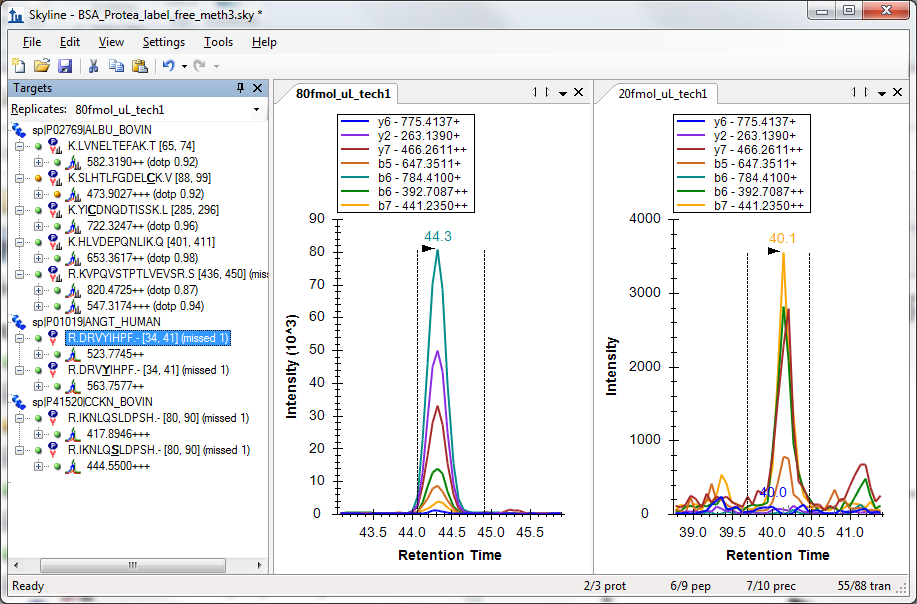 Skyline - BSA_Protea_label_free_meth3.sky *
File Edit View Settings Tools Help
Targets
Replicates: 80fmol_uL_tech1
sp|P02769|ALBU_BOVIN
K.LVNELTEFAK.T [65, 74]
582.3190++ (dotp 0.92)
K.SLHTLFGDELCK.V [88, 99]
473.9027+++ (dotp 0.92)
K.YICDNQDTISSK.L [285, 296]
722.3247++ (dotp 0.96)
K.HLVDEPQNLIK.Q [401, 411]
653.3617++ (dotp 0.98)
R.KVPQVSTPTLVEVSR.S [436, 450] (miss
820.4725++ (dotp 0.87)
547.3174+++ (dotp 0.94)
sp|P01019|ANGT_HUMAN
R.DRVYIHPF.- [34, 41] (missed 1)
523.7745++
R.DRVYIHPF.- [34, 41] (missed 1)
563.7577++
sp|P41520|CCKN_BOVIN
R.IKNLQSLDPSH.- [80, 90] (missed 1)
417.8946+++
R.IKNLQSLDPSH.- [80, 90] (missed 1)
444.5500+++
80fmol_uL_tech1
y6 - 775.4137+
y2 - 263.1390+
y7 - 466.2611++
b5 - 647.3511+
b6 - 784.4100+
b6 - 392.7087++
b7 - 441.2350++
44.3
90
80
70
60
50
40
30
20
10
0
Intensity (10^3)
43.5 44.0 44.5 45.0 45.5
Retention Time
20fmol_uL_tech1
y6 - 775.4137+
y2 - 263.1390+
y7 - 466.2611++
b5 - 647.3511+
b6 - 784.4100+
b6 - 392.7087++
b7 - 441.2350++
40.1
40.0
4000
3000
2000
1000
0
Intensity
39.0 39.5 40.0 40.5 41.0
Retention Time
Ready 2/3 prot 6/9 pep 7/10 prec 55/88 tran